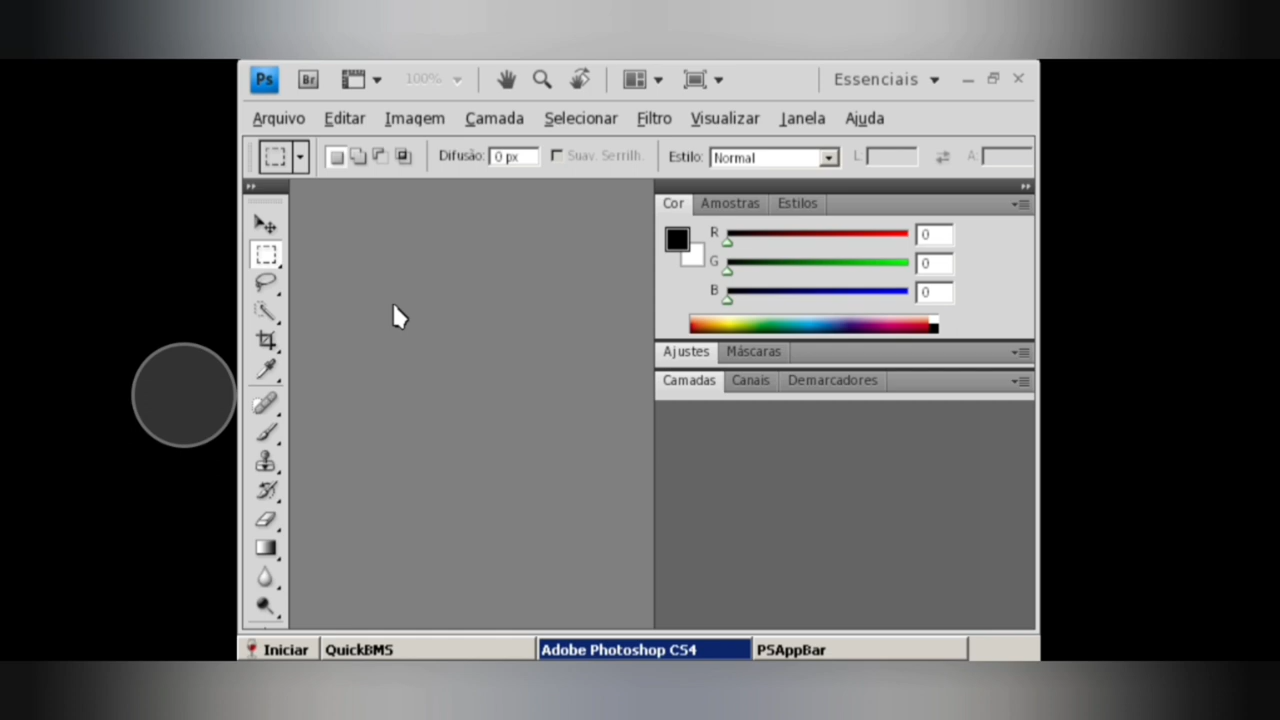 Ps Br 100% Essenciais
Arquivo Editar Imagem Camada Selecionar Filtro Visualizar Janela Ajuda
Difusão: 0 px Suav. Serrilh. Estilo: Normal L: A:
Cor Amostras Estilos
R 0
G 0
B 0
Ajustes Máscaras
Camadas Canais Demarcadores
Iniciar QuickBMS Adobe Photoshop CS4 PSAppBar